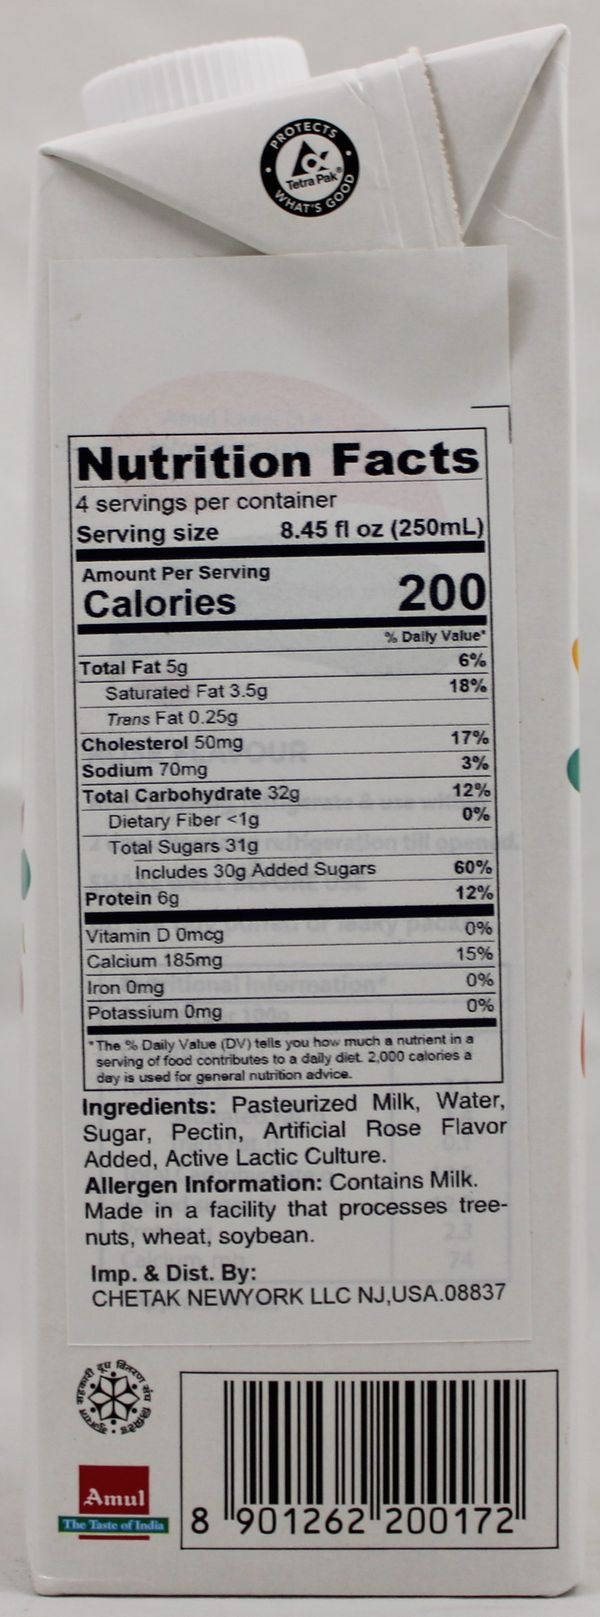 PROTECTS
Tetra Pak®
WHAT'S GOOD
Nutrition Facts
4 servings per container
Serving size 8.45 fl oz (250mL)
Amount Per Serving
Calories 200
% Daily Value*
Total Fat 5g 6%
Saturated Fat 3.5g 18%
Trans Fat 0.25g
Cholesterol 50mg 17%
Sodium 70mg 3%
Total Carbohydrate 32g 12%
Dietary Fiber <1g 0%
Total Sugars 31g
Includes 30g Added Sugars 60%
Protein 6g 12%
Vitamin D 0mcg 0%
Calcium 185mg 15%
Iron 0mg 0%
Potassium 0mg 0%
*The % Daily Value (DV) tells you how much a nutrient in a
serving of food contributes to a daily diet. 2,000 calories a
day is used for general nutrition advice.
Ingredients: Pasteurized Milk, Water,
Sugar, Pectin, Artificial Rose Flavor
Added, Active Lactic Culture.
Allergen Information: Contains Milk.
Made in a facility that processes tree-
nuts, wheat, soybean.
Imp. & Dist. By:
CHETAK NEWYORK LLC NJ,USA.08837
Amul
The Taste of India
8 901262 200172